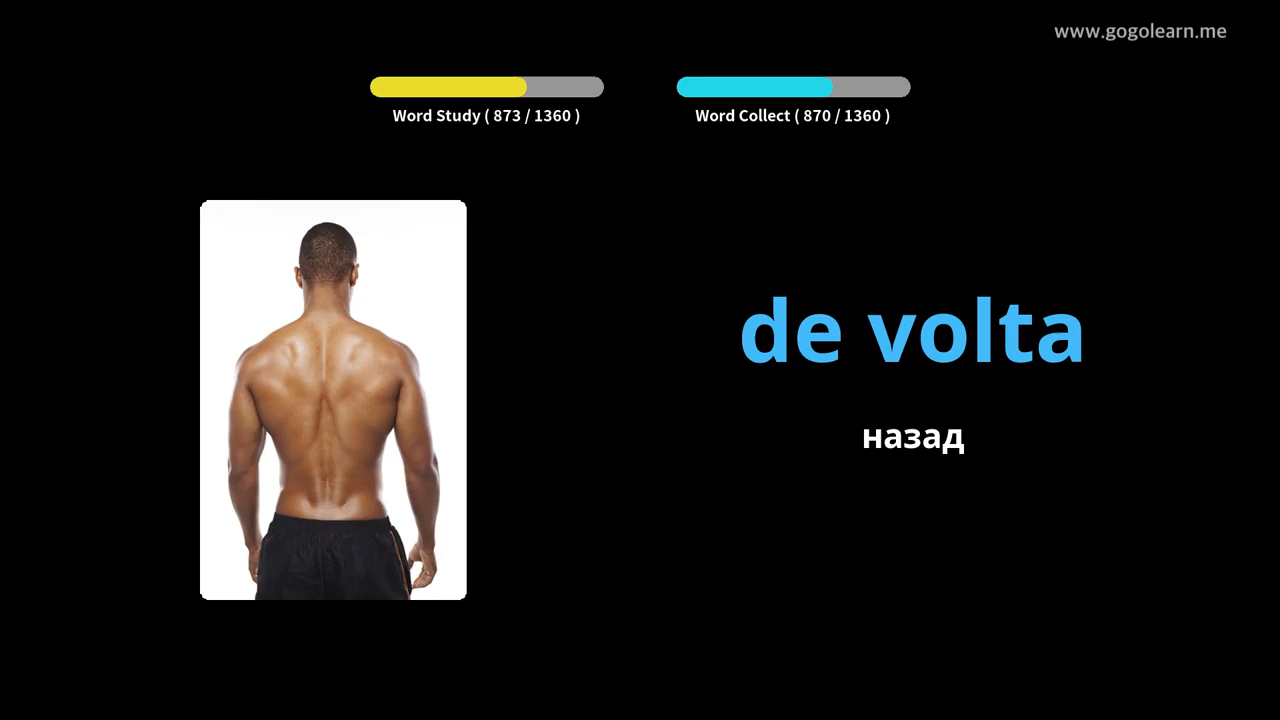 www.gogolearn.me
Word Study ( 873 / 1360 )
Word Collect ( 870 / 1360 )
de volta
назад